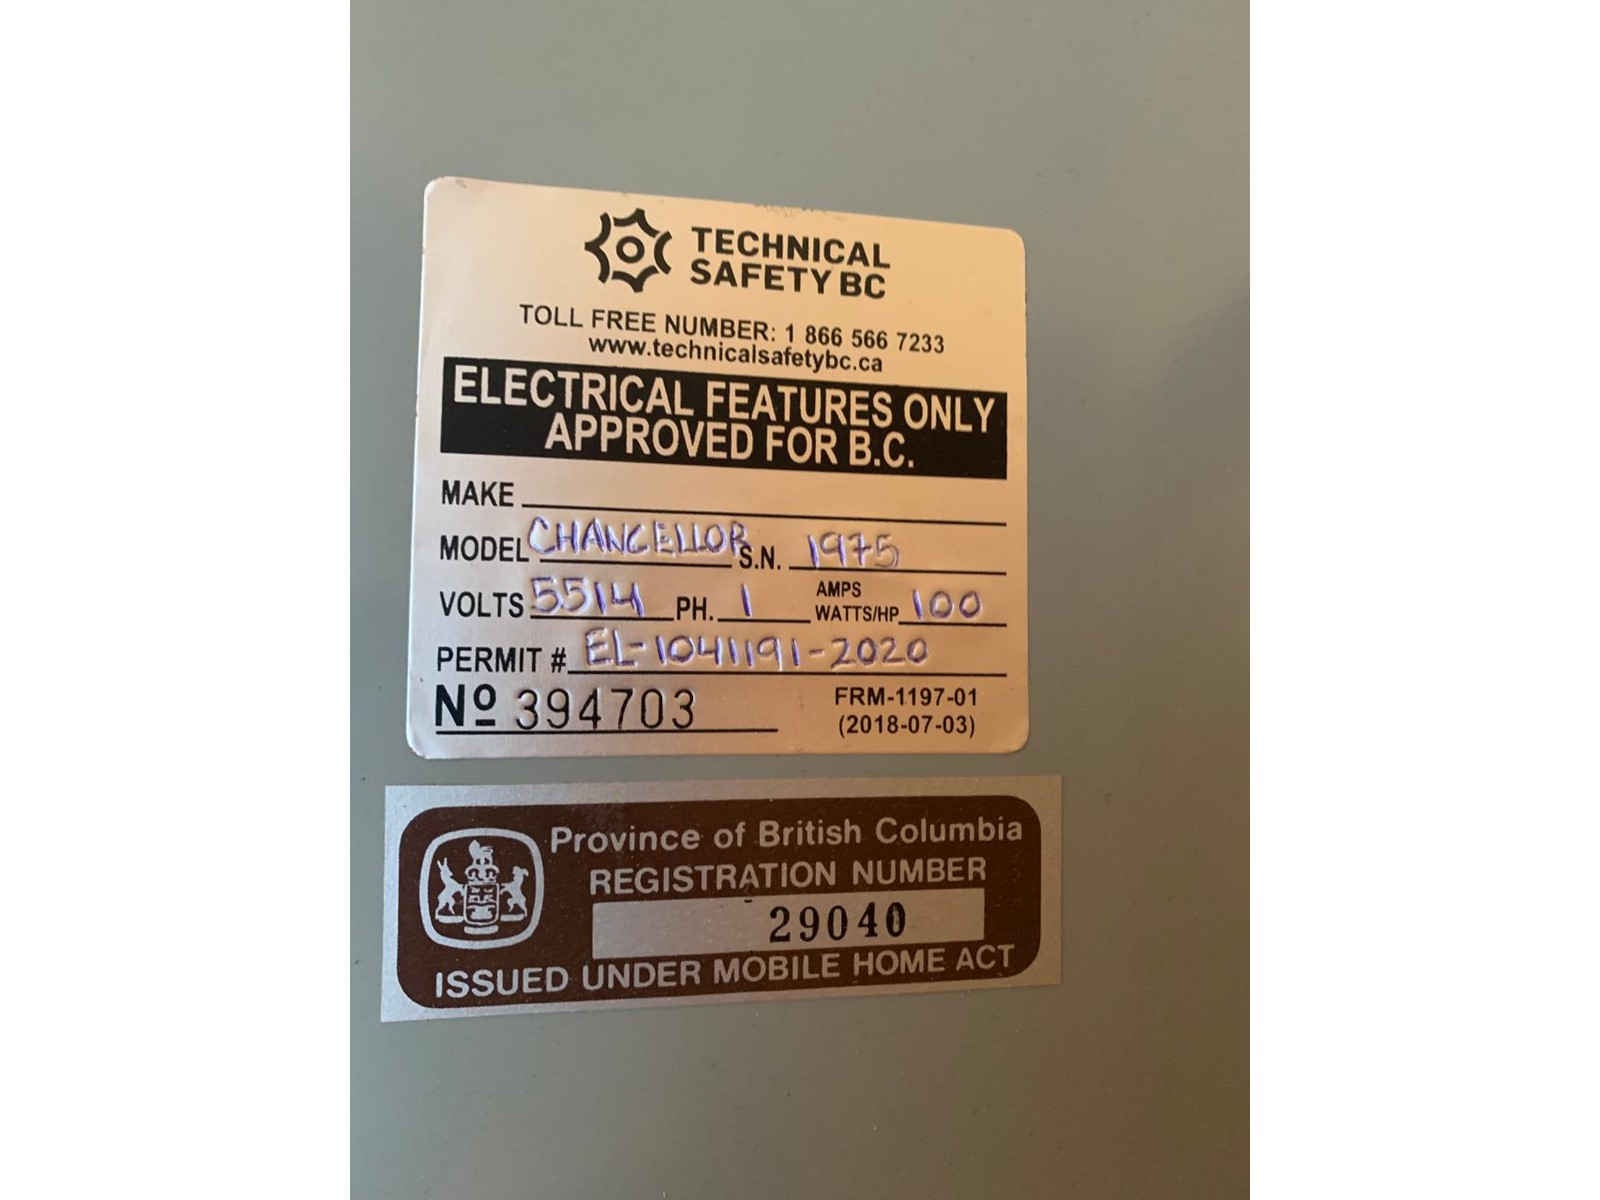 TECHNICAL
SAFETY BC
TOLL FREE NUMBER: 1 866 566 7233
www.technicalsafetybc.ca
ELECTRICAL FEATURES ONLY
APPROVED FOR B.C.
MAKE
MODEL CHANCELLOR S.N. 1975
VOLTS 5514 PH. 1 AMPS WATTS/HP 100
PERMIT # EL-1041191-2020
Nº 394703 FRM-1197-01
(2018-07-03)
Province of British Columbia
REGISTRATION NUMBER
29040
ISSUED UNDER MOBILE HOME ACT